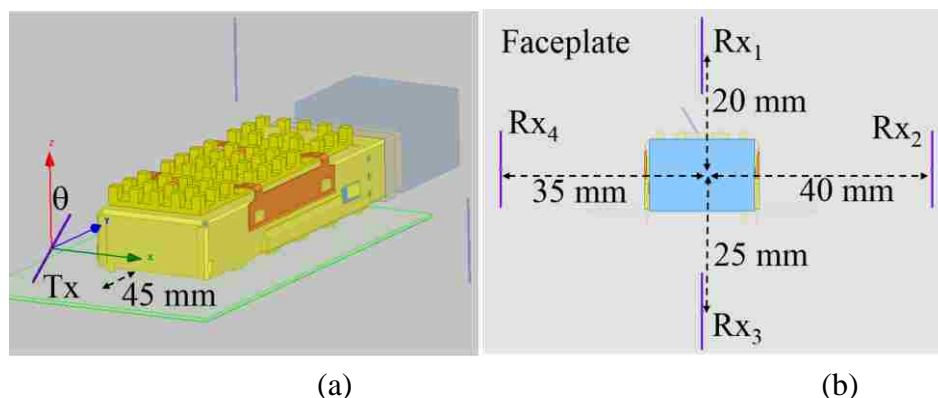 z
θ
Y
X
Tx
45 mm
(a)
Faceplate
Rx₁
20 mm
Rx₄
Rx₂
35 mm
40 mm
25 mm
Rx₃
(b)